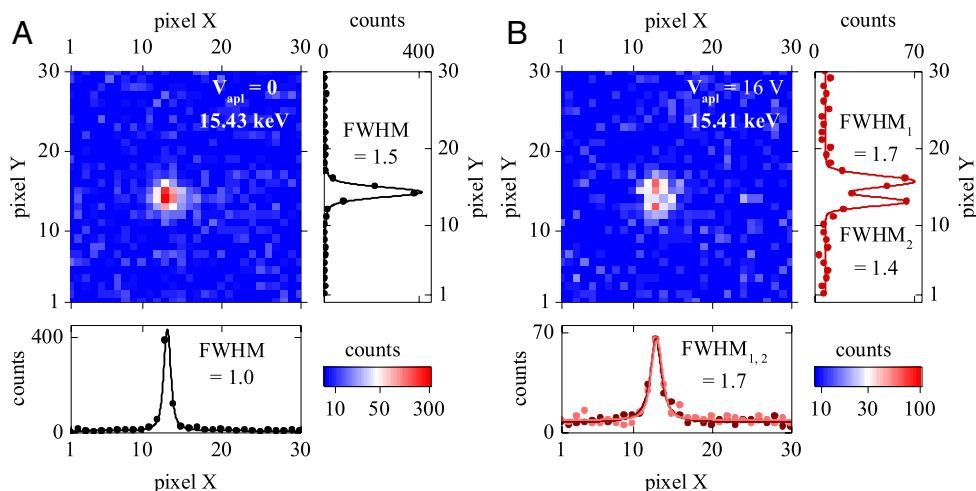 A
pixel X
1 10 20 30
counts
0 400
B
pixel X
1 10 20 30
counts
0 70
pixel Y
30
20
10
1
V_apl = 0
15.43 keV
FWHM
= 1.5
30
20
10
1
pixel Y
pixel Y
30
20
10
1
V_apl = 16 V
15.41 keV
FWHM_1
= 1.7
FWHM_2
= 1.4
30
20
10
1
pixel Y
counts
400
0
FWHM
= 1.0
1 10 20 30
pixel X
counts
10 50 300
counts
70
0
FWHM_1, 2
= 1.7
1 10 20 30
pixel X
counts
10 30 100